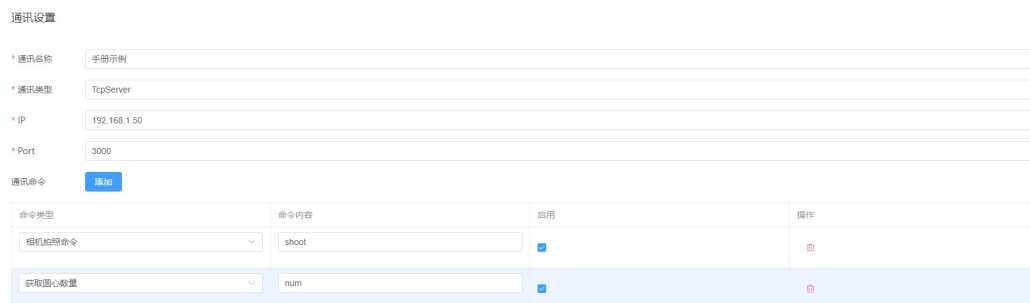 通讯设置
* 通讯名称 手册示例
* 通讯类型 TcpServer
* IP 192.168.1.50
* Port 3000
通讯命令 添加
命令类型 命令内容 启用 操作
相机拍照命令 shoot
获取圆心数量 num